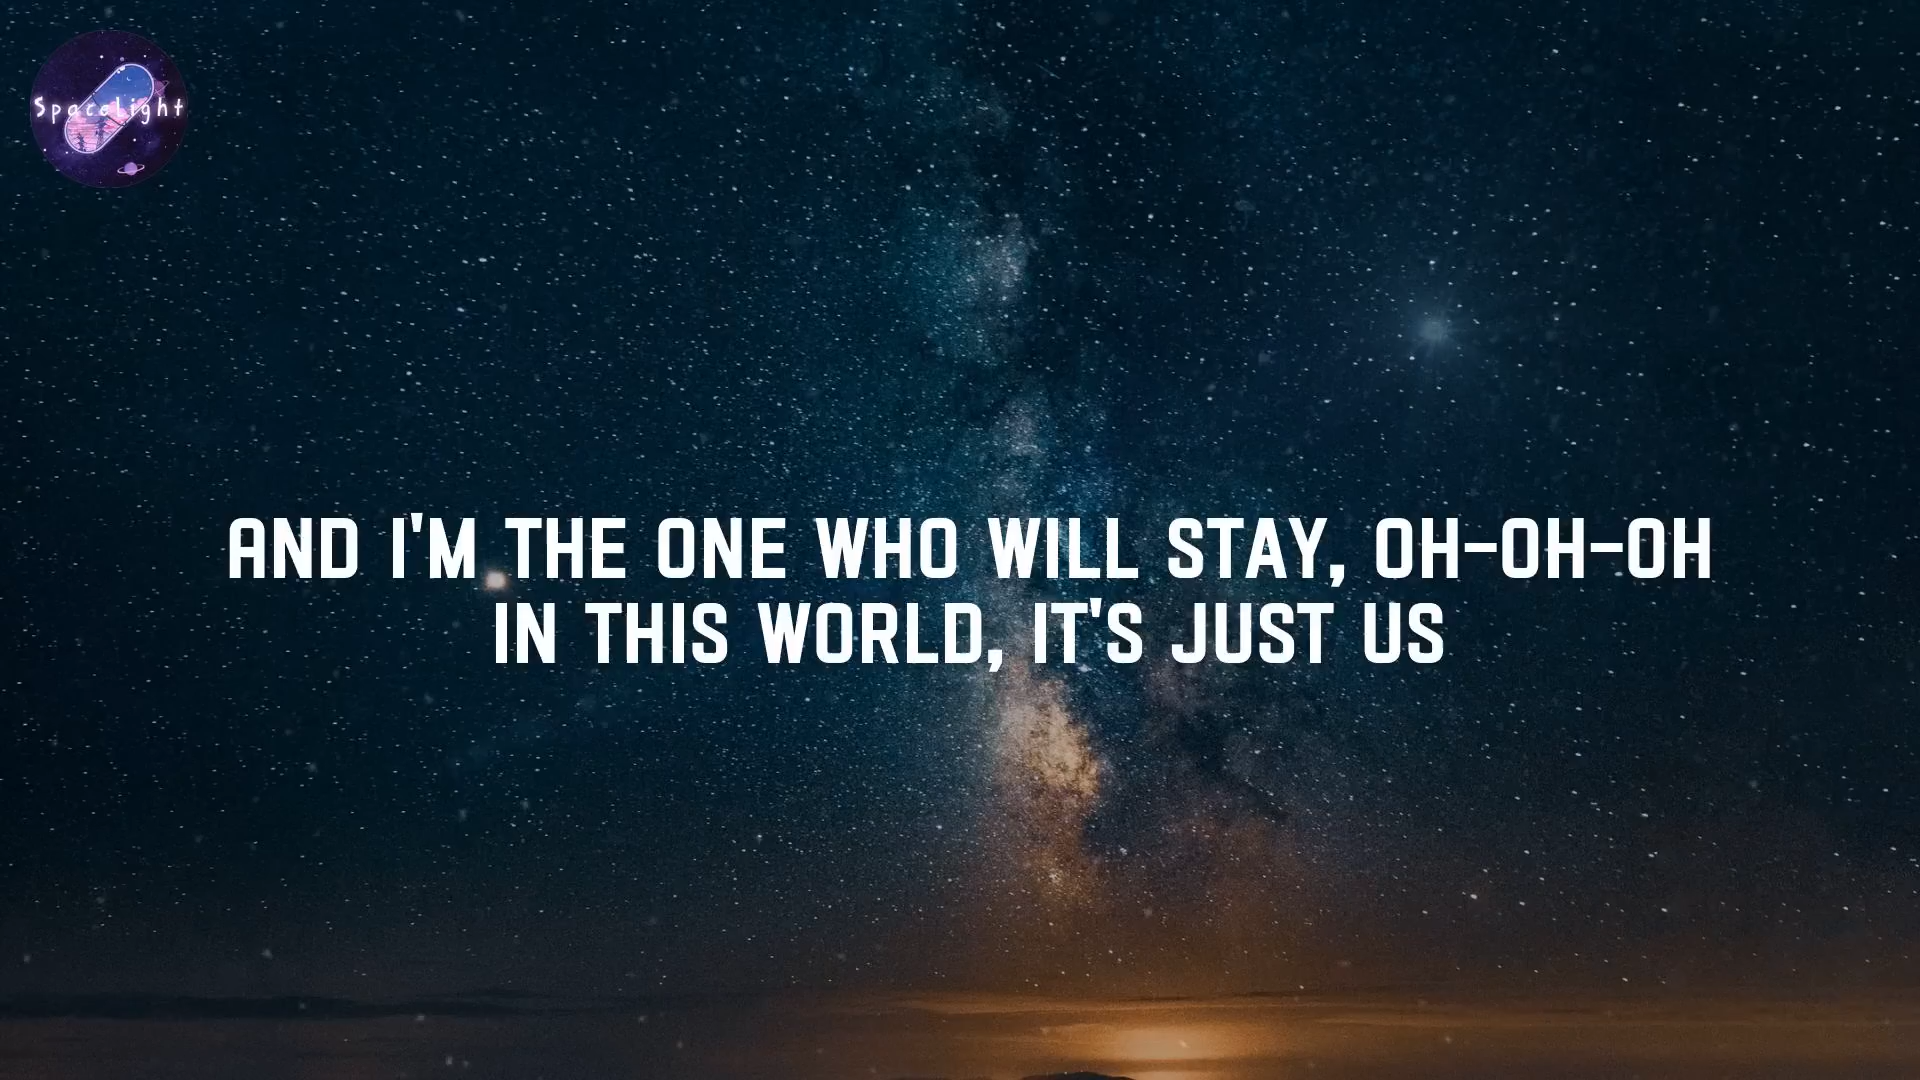 SpaceLight
AND I'M THE ONE WHO WILL STAY, OH-OH-OH
IN THIS WORLD, IT'S JUST US